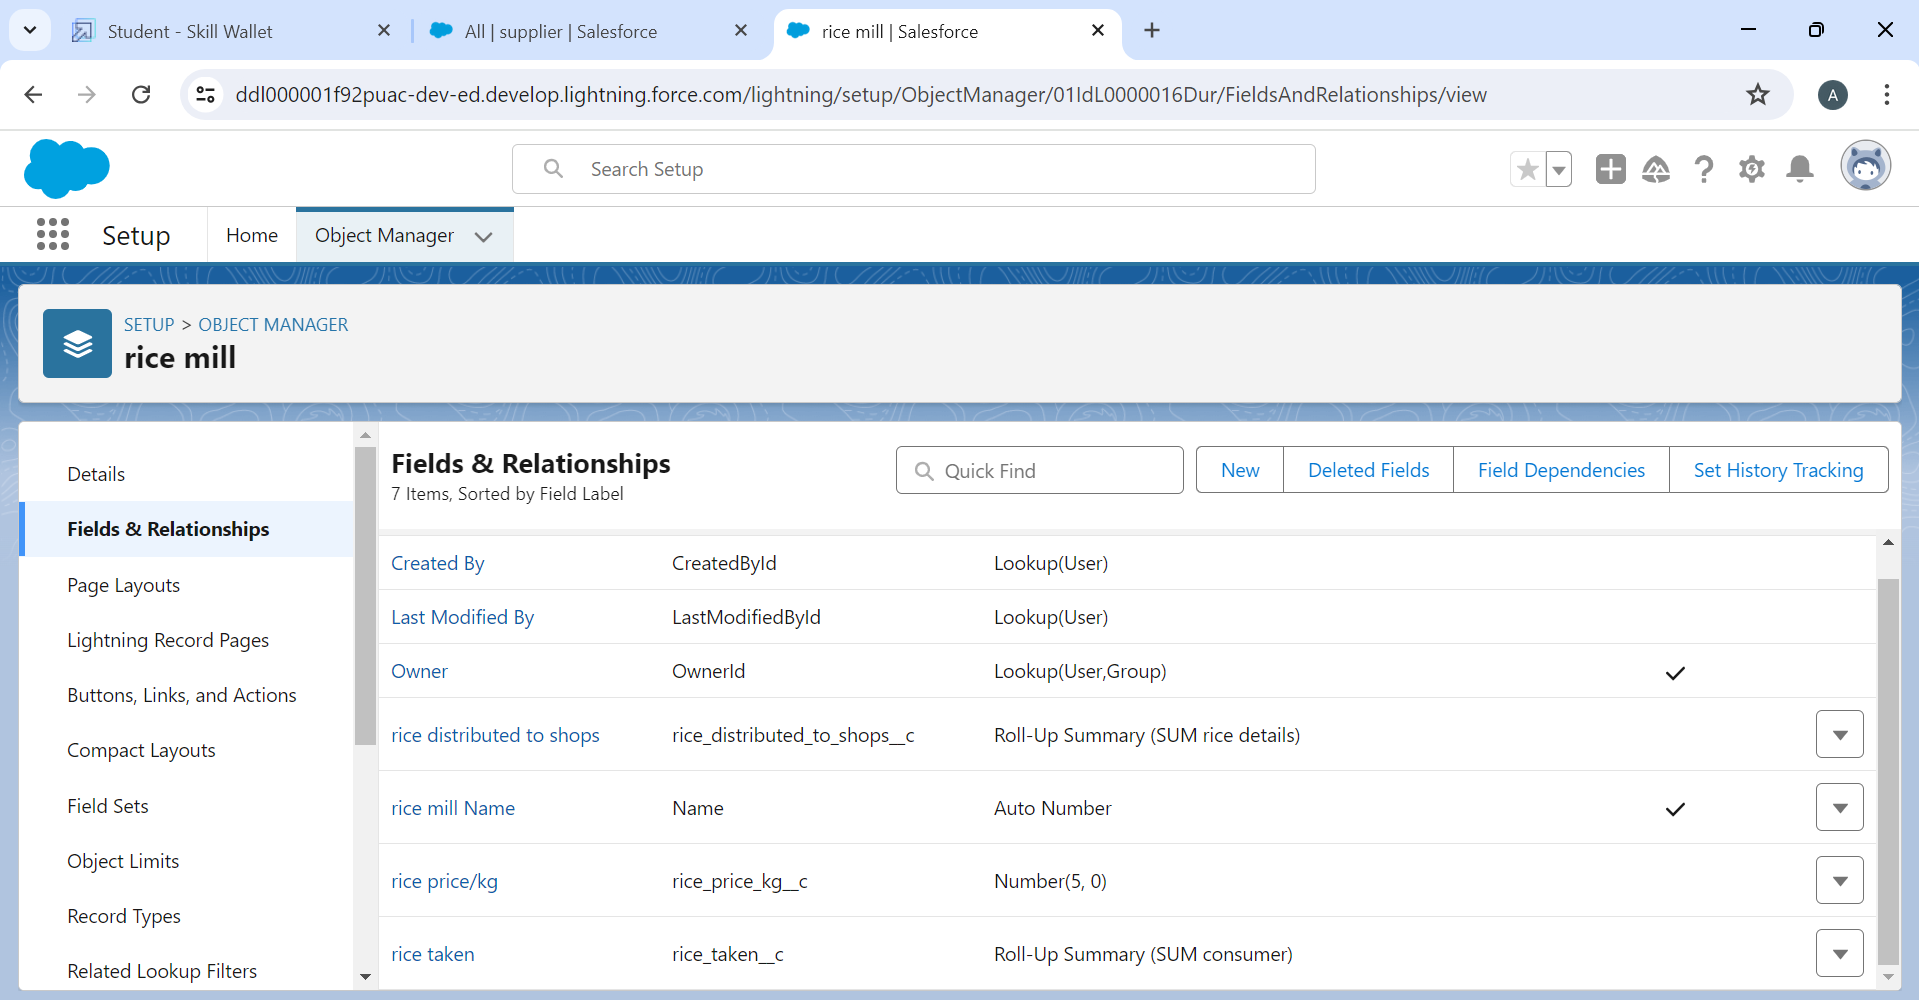 Student - Skill Wallet
All | supplier | Salesforce
rice mill | Salesforce
ddl000001f92puac-dev-ed.develop.lightning.force.com/lightning/setup/ObjectManager/01IdL0000016Dur/FieldsAndRelationships/view
A
Search Setup
Setup
Home
Object Manager
SETUP > OBJECT MANAGER
rice mill
Details
Fields & Relationships
Page Layouts
Lightning Record Pages
Buttons, Links, and Actions
Compact Layouts
Field Sets
Object Limits
Record Types
Related Lookup Filters
Fields & Relationships
7 Items, Sorted by Field Label
Quick Find
New
Deleted Fields
Field Dependencies
Set History Tracking
Created By CreatedById Lookup(User)
Last Modified By LastModifiedById Lookup(User)
Owner OwnerId Lookup(User,Group)
rice distributed to shops rice_distributed_to_shops__c Roll-Up Summary (SUM rice details)
rice mill Name Name Auto Number
rice price/kg rice_price_kg__c Number(5, 0)
rice taken rice_taken__c Roll-Up Summary (SUM consumer)